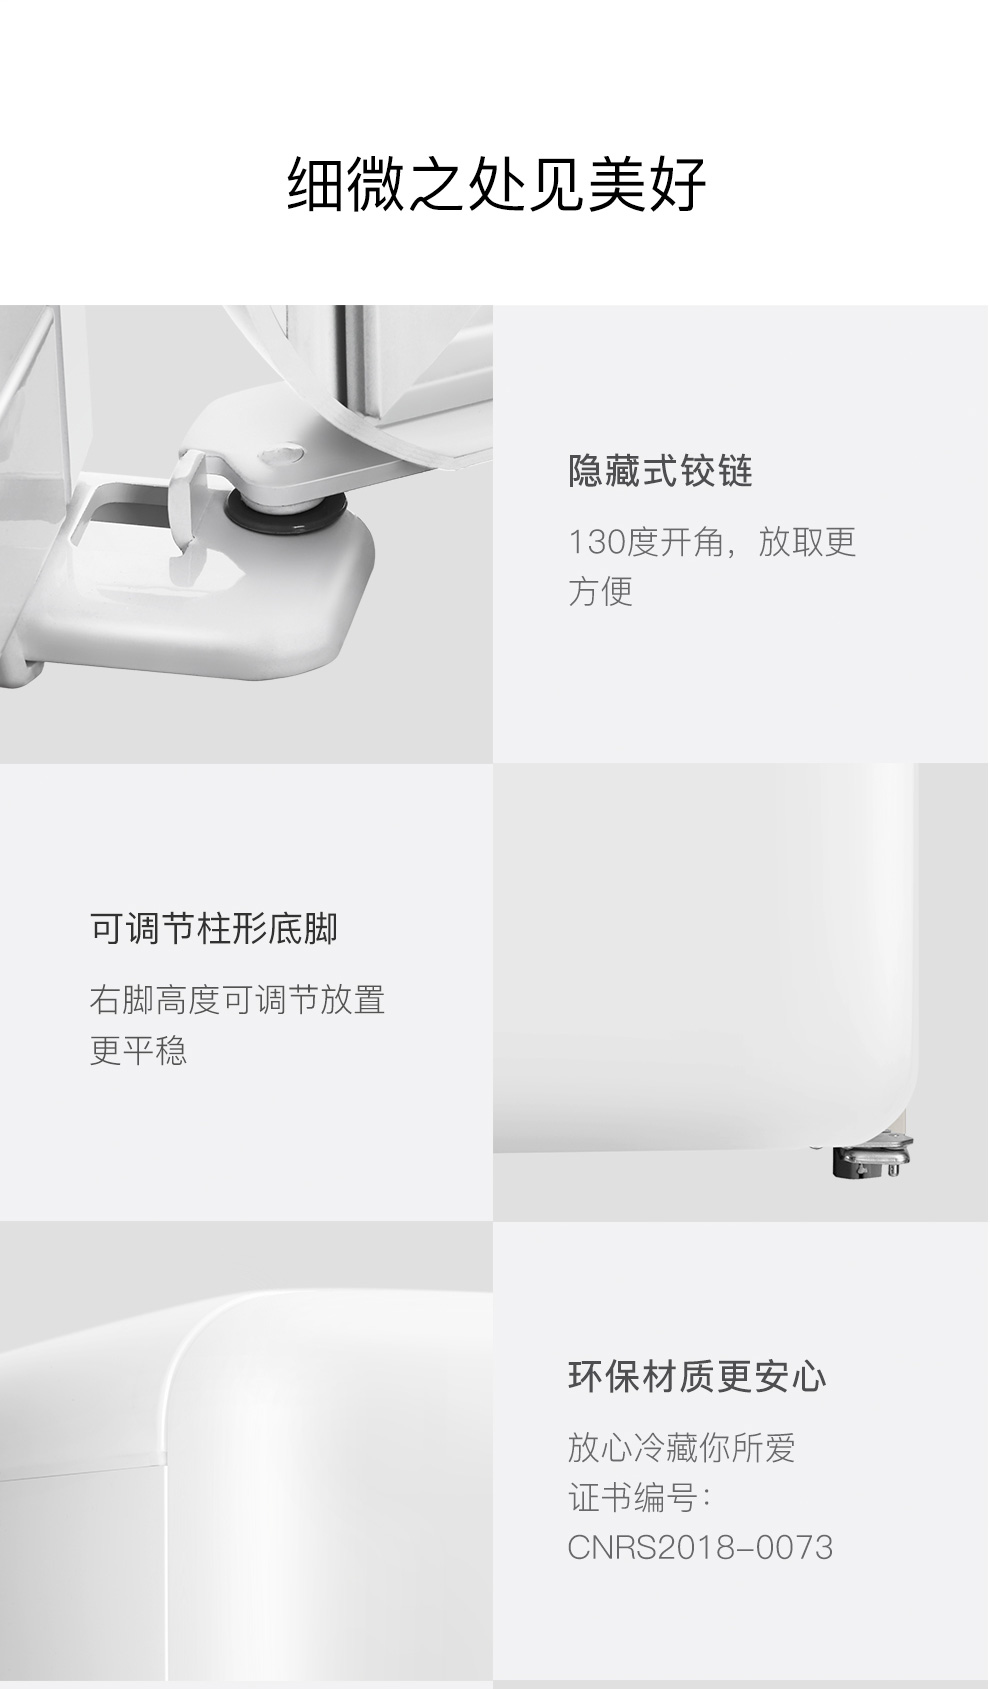 细微之处见美好
隐藏式铰链
130度开角，放取更
方便
可调节柱形底脚
右脚高度可调节放置
更平稳
环保材质更安心
放心冷藏你所爱
证书编号：
CNRS2018-0073